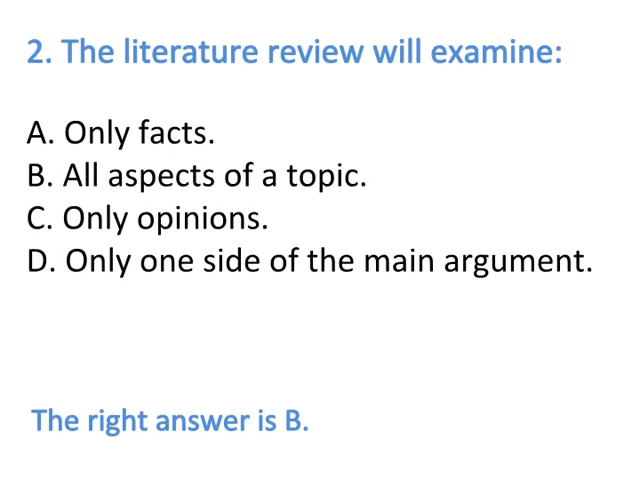 2. The literature review will examine:
A. Only facts.
B. All aspects of a topic.
C. Only opinions.
D. Only one side of the main argument.
The right answer is B.